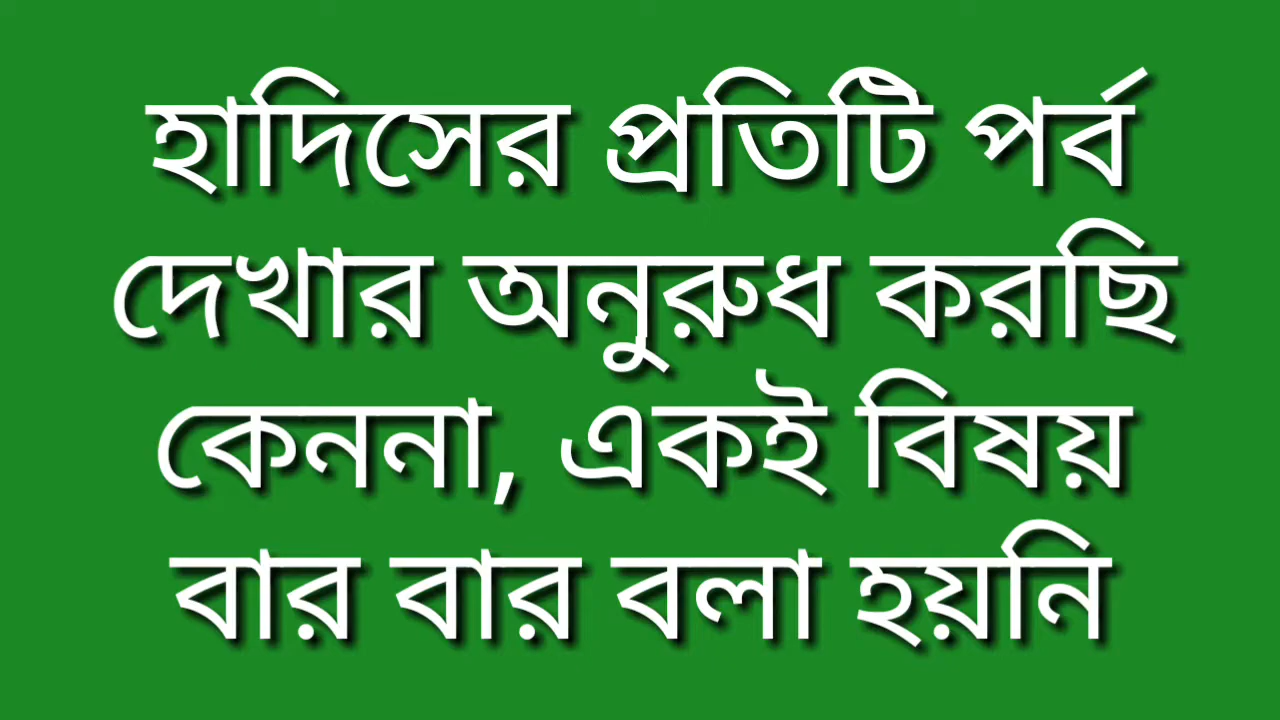 হাদিসের প্রতিটি পর্ব
দেখার অনুরুধ করছি
কেননা, একই বিষয়
বার বার বলা হয়নি